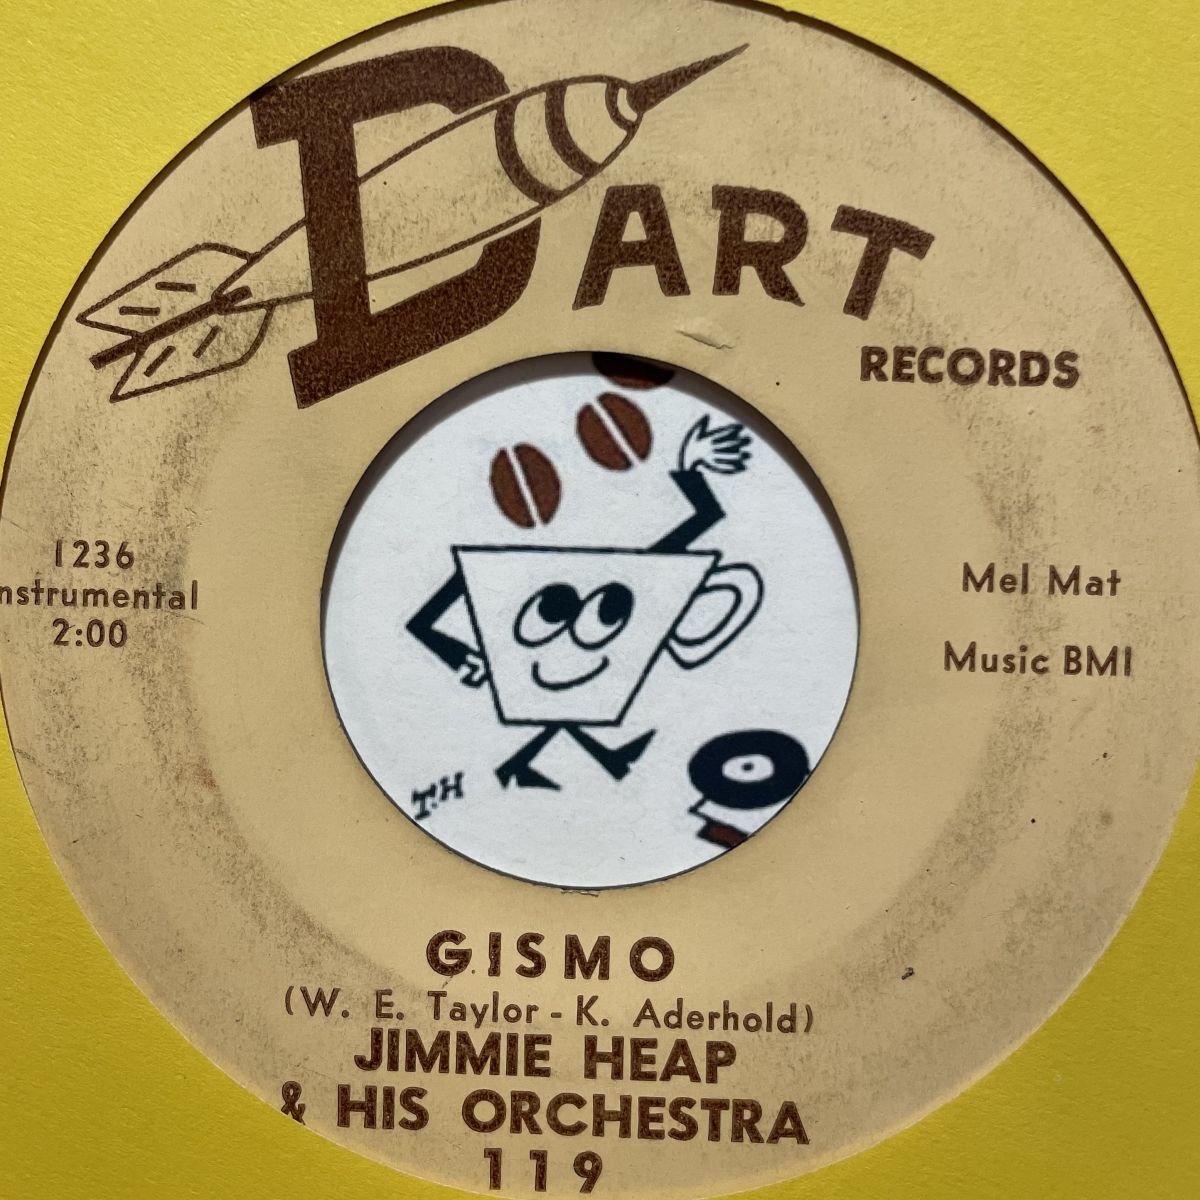 DART
RECORDS
1236
nstrumental
2:00
Mel Mat
Music BMI
T.H
GISMO
(W. E. Taylor - K. Aderhold)
JIMMIE HEAP
& HIS ORCHESTRA
119